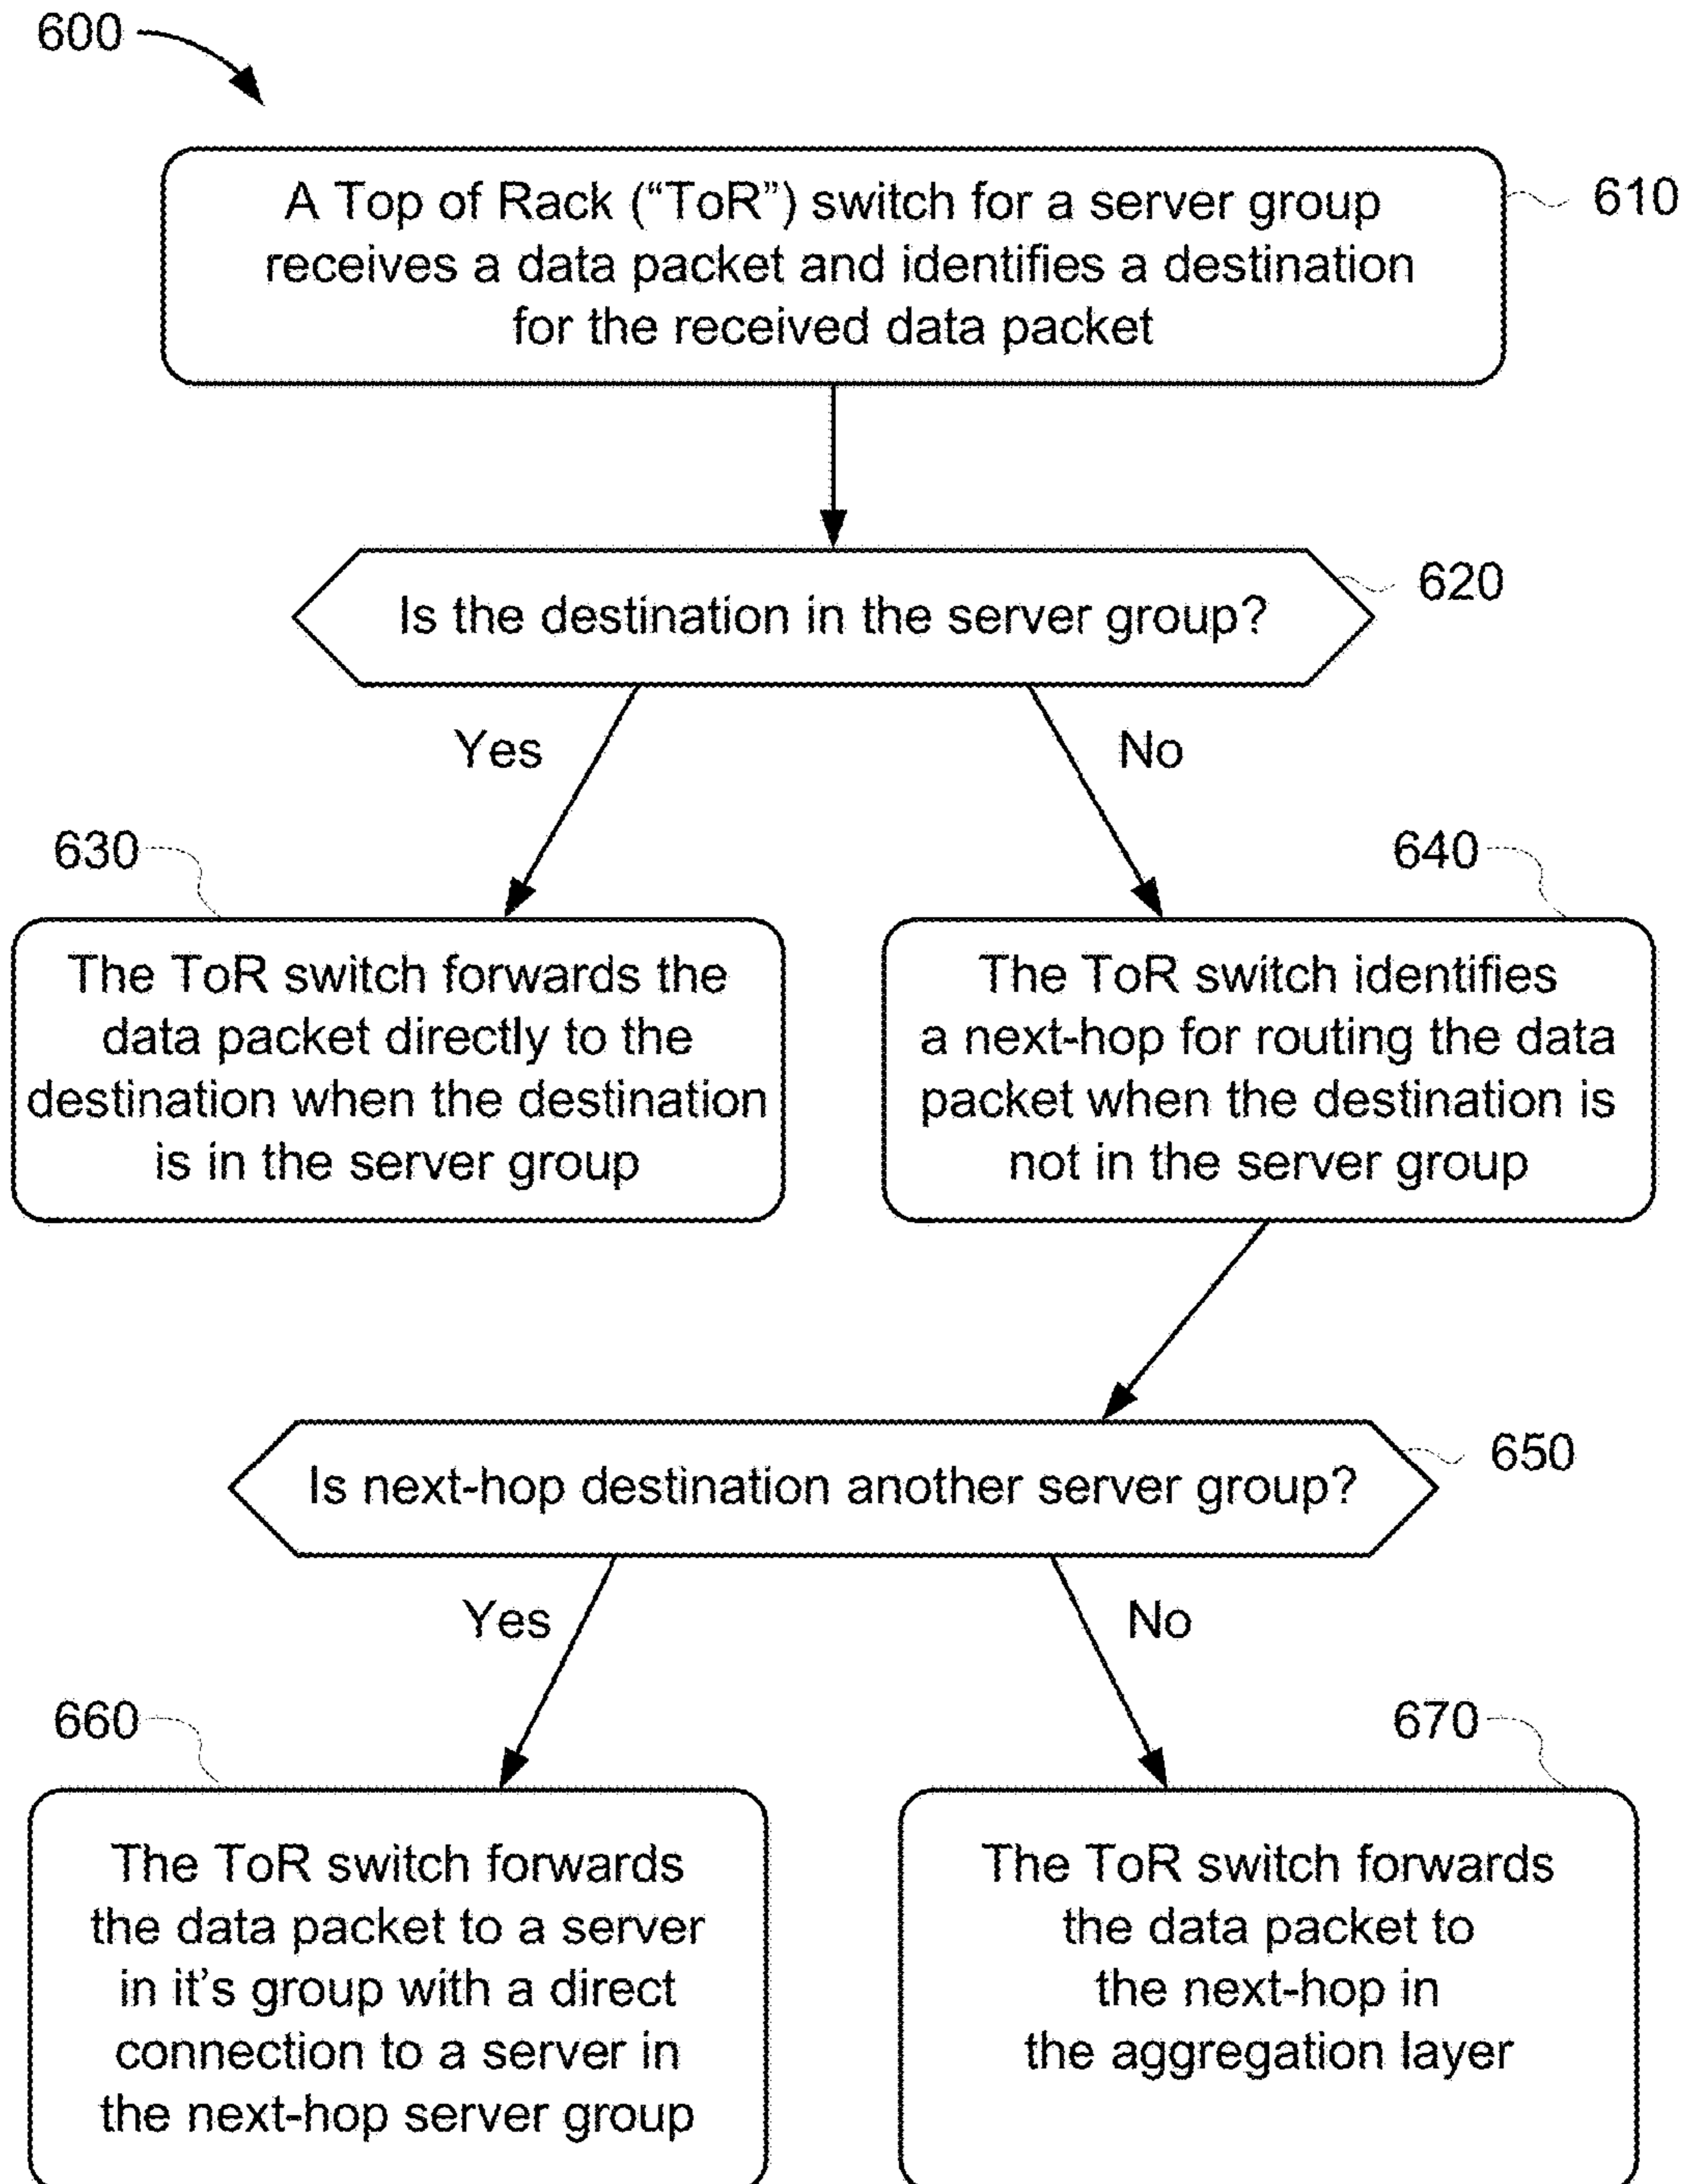 600
A Top of Rack (“ToR”) switch for a server group
receives a data packet and identifies a destination
for the received data packet
610
Is the destination in the server group?
620
Yes
No
630
640
The ToR switch forwards the
data packet directly to the
destination when the destination
is in the server group
The ToR switch identifies
a next-hop for routing the data
packet when the destination is
not in the server group
Is next-hop destination another server group?
650
Yes
No
660
670
The ToR switch forwards
the data packet to a server
in it’s group with a direct
connection to a server in
the next-hop server group
The ToR switch forwards
the data packet to
the next-hop in
the aggregation layer